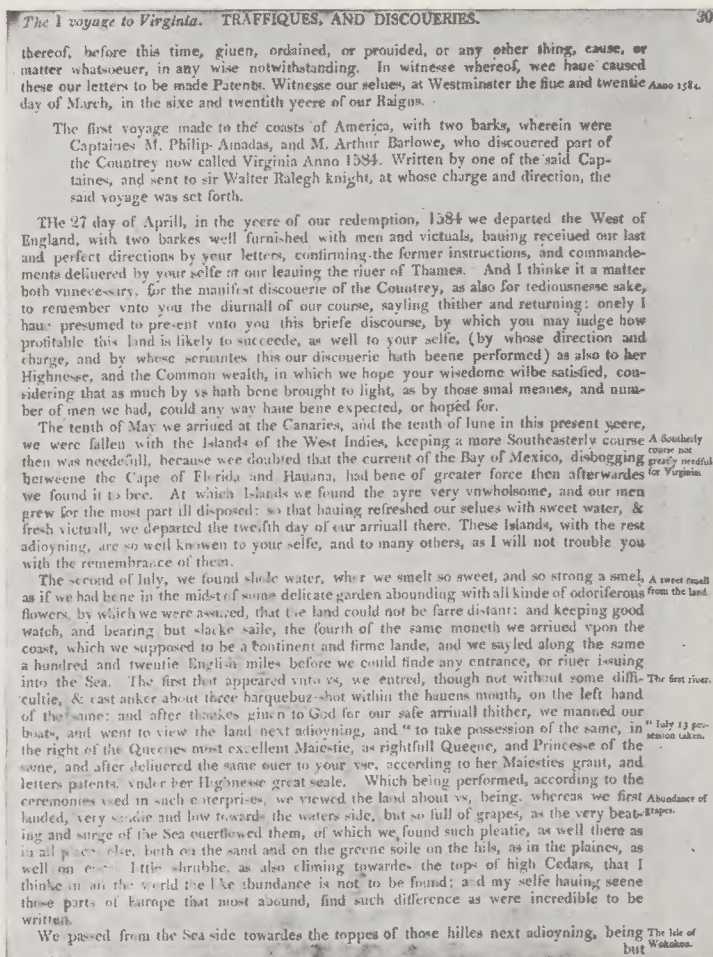 The 1 voyage to Virginia. TRAFFIQUES, AND DISCOUERIES. 30
thereof, before this time, giuen, ordained, or prouided, or any other thing, cause, or
matter whatsoeuer, in any wise notwithstanding. In witnesse whereof, wee haue caused
these our letters to be made Patents. Witnesse our selues, at Westminster the fiue and twentie Anno 1584.
day of March, in the sixe and twentith yeere of our Raigne.
The first voyage made to the coasts of America, with two barks, wherein were
Captaines M. Philip Amadas, and M. Arthur Barlowe, who discouered part of
the Countrey now called Virginia Anno 1584. Written by one of the said Cap-
taines, and sent to sir Walter Ralegh knight, at whose charge and direction, the
said voyage was set forth.
THe 27 day of Aprill, in the yeere of our redemption, 1584 we departed the West of
England, with two barkes well furnished with men and victuals, hauing receiued our last
and perfect directions by your letters, confirming the former instructions, and commande-
ments deliuered by your selfe at our leauing the riuer of Thames. And I thinke it a matter
both vnnecessary, for the manifest discouerie of the Countrey, as also for tediousnesse sake,
to remember vnto you the diurnall of our course, sayling thither and returning: onely I
haue presumed to present vnto you this briefe discourse, by which you may iudge how
profitable this land is likely to succeede, as well to your selfe, (by whose direction and
charge, and by whose seruantes this our discouerie hath beene performed) as also to her
Highnesse, and the Common wealth, in which we hope your wisedome wilbe satisfied, con-
sidering that as much by vs hath bene brought to light, as by those smal meanes, and num-
ber of men we had, could any way haue bene expected, or hoped for.
The tenth of May we arriued at the Canaries, and the tenth of Iune in this present yeere,
we were fallen with the Islands of the West Indies, keeping a more Southeasterly course A Southerly
then was needefull, because wee doubted that the current of the Bay of Mexico, disbogging course not greatly needful
betweene the Cape of Florida and Hauana, had bene of greater force then afterwardes for Virginia.
we found it to bee. At which Islands we found the ayre very vnwholsome, and our men
grew for the most part ill disposed: so that hauing refreshed our selues with sweet water, &
fresh victuall, we departed the twelfth day of our arriuall there. These Islands, with the rest
adioyning, are so well knowen to your selfe, and to many others, as I will not trouble you
with the remembrance of them.
The second of Iuly, we found shole water, wher we smelt so sweet, and so strong a smel, A sweet smell
as if we had bene in the midst of some delicate garden abounding with all kinde of odoriferous from the land.
flowers, by which we were assured, that the land could not be farre distant: and keeping good
watch, and bearing but slacke saile, the fourth of the same moneth we arriued vpon the
coast, which we supposed to be a continent and firme lande, and we sayled along the same
a hundred and twentie English miles before we could finde any entrance, or riuer issuing
into the Sea. The first that appeared vnto vs, we entred, though not without some diffi- The first riuer.
cultie, & cast anker about three harquebuz-shot within the hauens mouth, on the left hand
of the same: and after thankes giuen to God for our safe arriuall thither, we manned our
boats, and went to view the land next adioyning, and " to take possession of the same, in " Iuly 13 pos-
the right of the Queenes most excellent Maiestie, as rightfull Queene, and Princesse of the session taken.
same, and after deliuered the same ouer to your vse, according to her Maiesties grant, and
letters patents, vnder her Highnesse great seale. Which being performed, according to the
ceremonies vsed in such enterprises, we viewed the land about vs, being, whereas we first Abundance of
landed, very sandie and low towards the waters side, but so full of grapes, as the very beat- grapes.
ing and surge of the Sea ouerflowed them, of which we found such plentie, as well there as
in all places else, both on the sand and on the greene soile on the hils, as in the plaines, as
well on euery little shrubbe, as also climing towardes the tops of high Cedars, that I
thinke in all the world the like abundance is not to be found: and my selfe hauing seene
those parts of Europe that most abound, find such difference as were incredible to be
written.
We passed from the Sea side towardes the toppes of those hilles next adioyning, being The Isle of
but Wokokon.